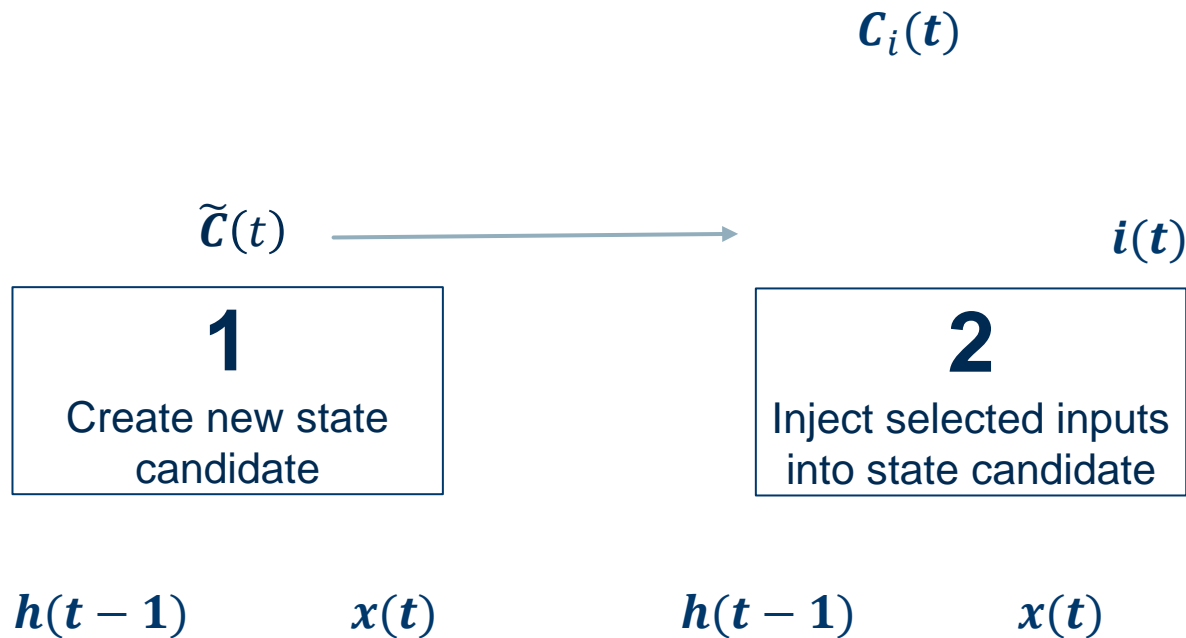 C_i(t)
C̃(t)
i(t)
1
Create new state
candidate
2
Inject selected inputs
into state candidate
h(t − 1)
x(t)
h(t − 1)
x(t)